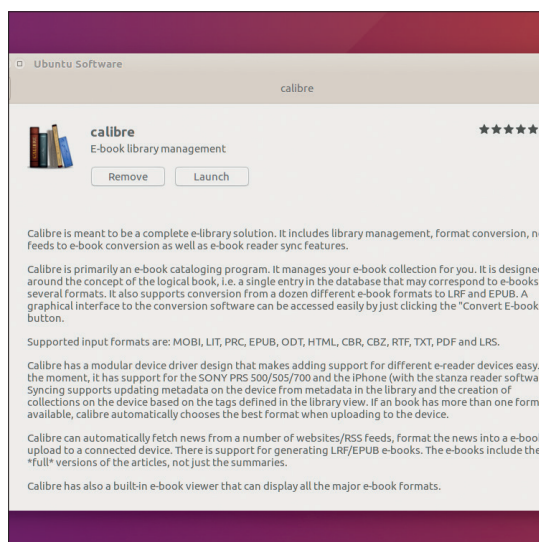 Ubuntu Software
calibre
calibre
E-book library management
Remove
Launch
Calibre is meant to be a complete e-library solution. It includes library management, format conversion,
feeds to e-book conversion as well as e-book reader sync features.
Calibre is primarily an e-book cataloging program. It manages your e-book collection for you. It is designe
around the concept of the logical book, i.e. a single entry in the database that may correspond to e-books
several formats. It also supports conversion from a dozen different e-book formats to LRF and EPUB. A
graphical interface to the conversion software can be accessed easily by just clicking the "Convert E-book
button.
Supported input formats are: MOBI, LIT, PRC, EPUB, ODT, HTML, CBR, CBZ, RTF, TXT, PDF and LRS.
Calibre has a modular device driver design that makes adding support for different e-reader devices easy.
the moment, it has support for the SONY PRS 500/505/700 and the iPhone (with the stanza reader softwa
Syncing supports updating metadata on the device from metadata in the library and the creation of
collections on the device based on the tags defined in the library view. If an book has more than one form
available, calibre automatically chooses the best format when uploading to the device.
Calibre can automatically fetch news from a number of websites/RSS feeds, format the news into a e-boo
upload to a connected device. There is support for generating LRF/EPUB e-books. The e-books include the
*full* versions of the articles, not just the summaries.
Calibre has also a built-in e-book viewer that can display all the major e-book formats.